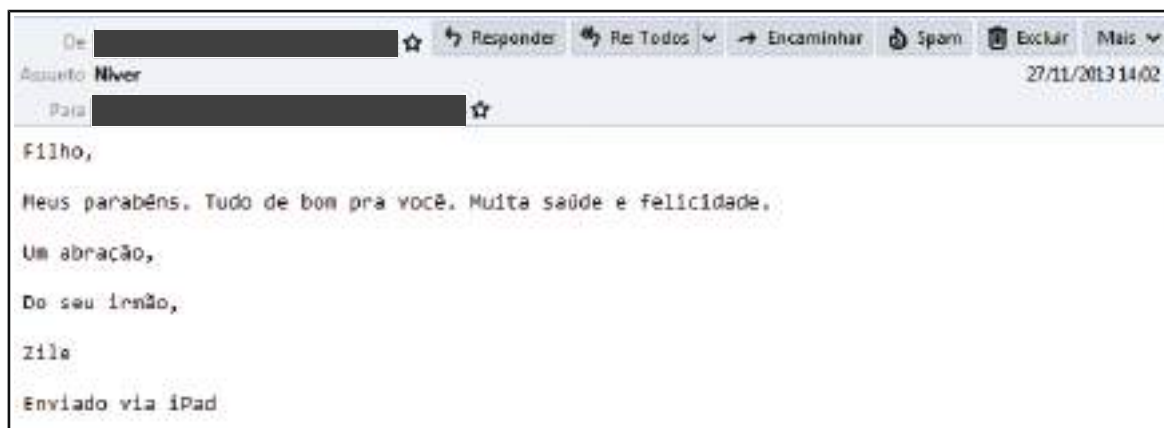 De
Responder Re: Todos Encaminhar Spam Excluir Mais
Assunto Niver 27/11/2013 14:02
Para
Filho,
Meus parabéns. Tudo de bom pra você. Muita saúde e felicidade.
Um abração,
Do seu irmão,
Zile
Enviado via iPad